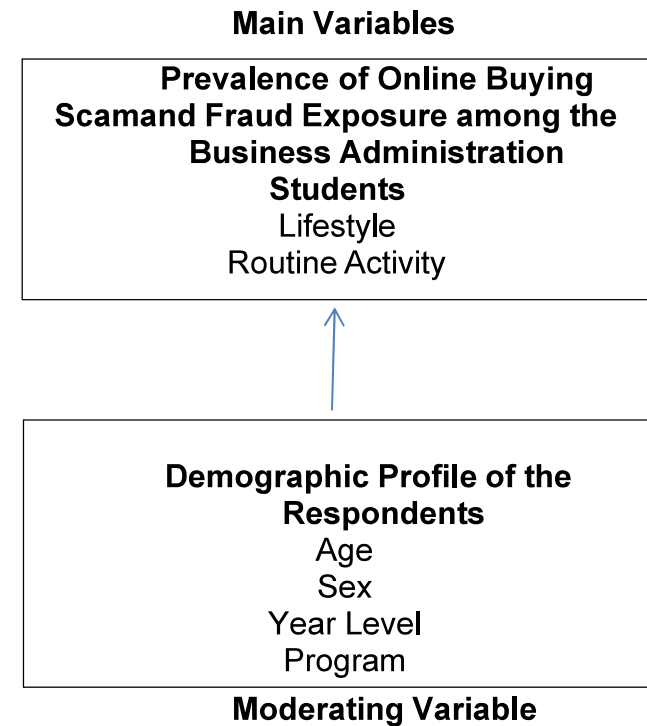 Main Variables
Prevalence of Online Buying
Scamand Fraud Exposure among the
Business Administration
Students
Lifestyle
Routine Activity
Demographic Profile of the
Respondents
Age
Sex
Year Level
Program
Moderating Variable